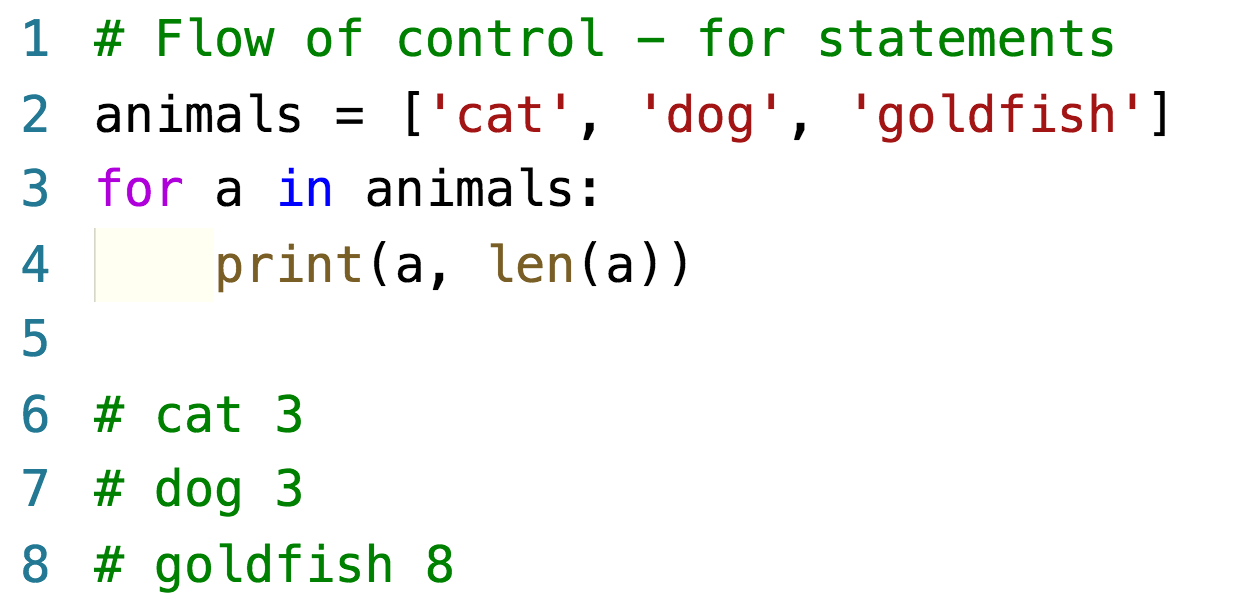 1 # Flow of control – for statements
2 animals = ['cat', 'dog', 'goldfish']
3 for a in animals:
4     print(a, len(a))
5
6 # cat 3
7 # dog 3
8 # goldfish 8